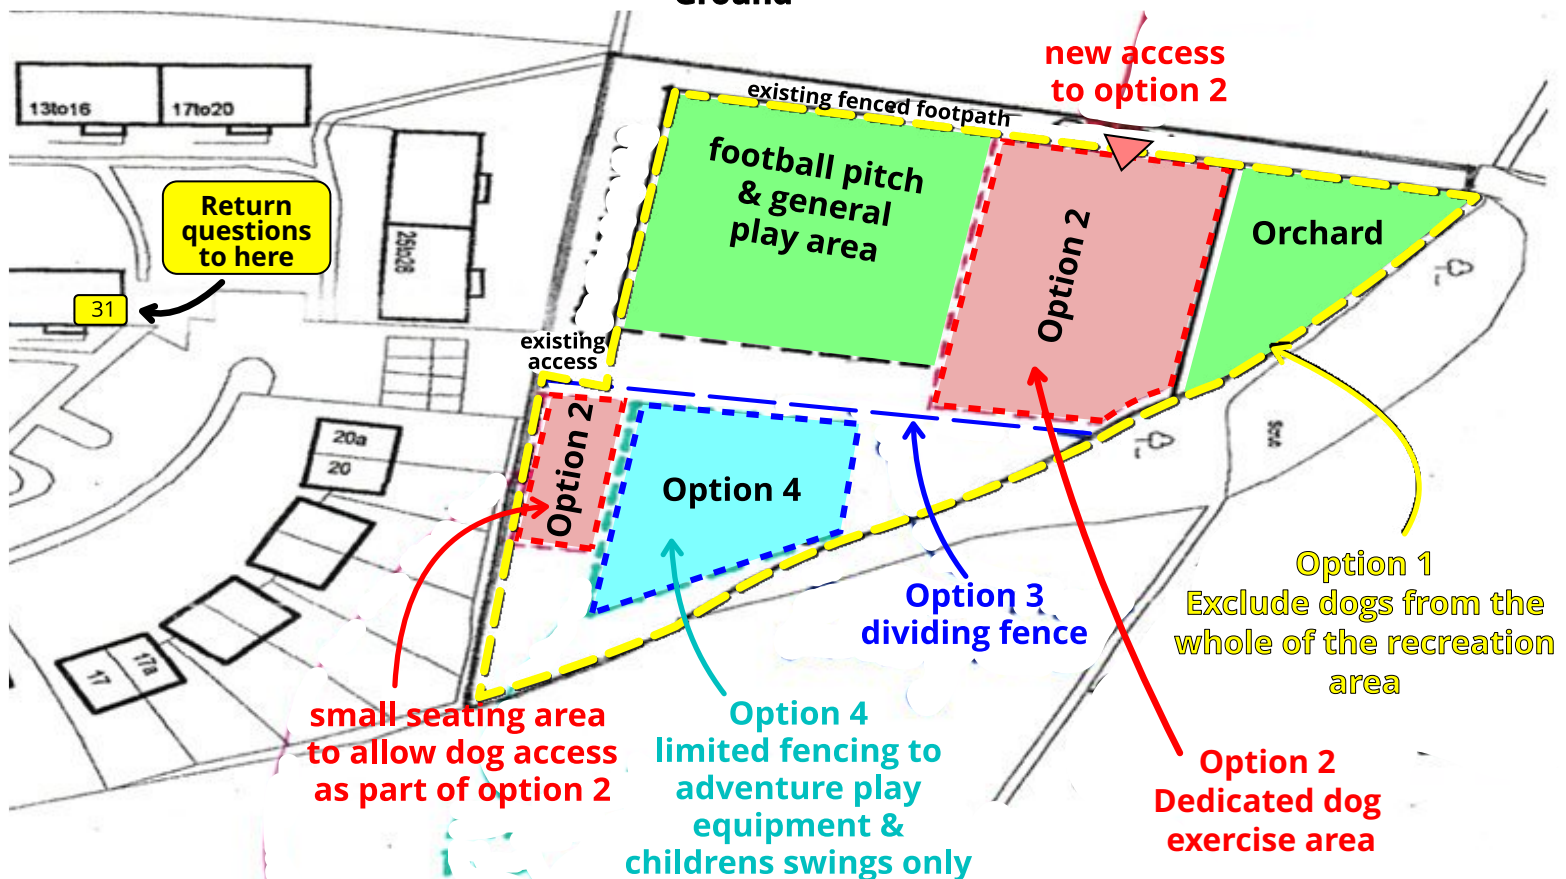 Ground
new access
to option 2
existing fenced footpath
13to16
17to20
football pitch
& general
play area
Option 2
Orchard
Return
questions
to here
31
existing
access
Option 2
Option 4
20a
20
17
17a
Option 3
dividing fence
Option 1
Exclude dogs from the
whole of the recreation
area
small seating area
to allow dog access
as part of option 2
Option 4
limited fencing to
adventure play
equipment &
childrens swings only
Option 2
Dedicated dog
exercise area